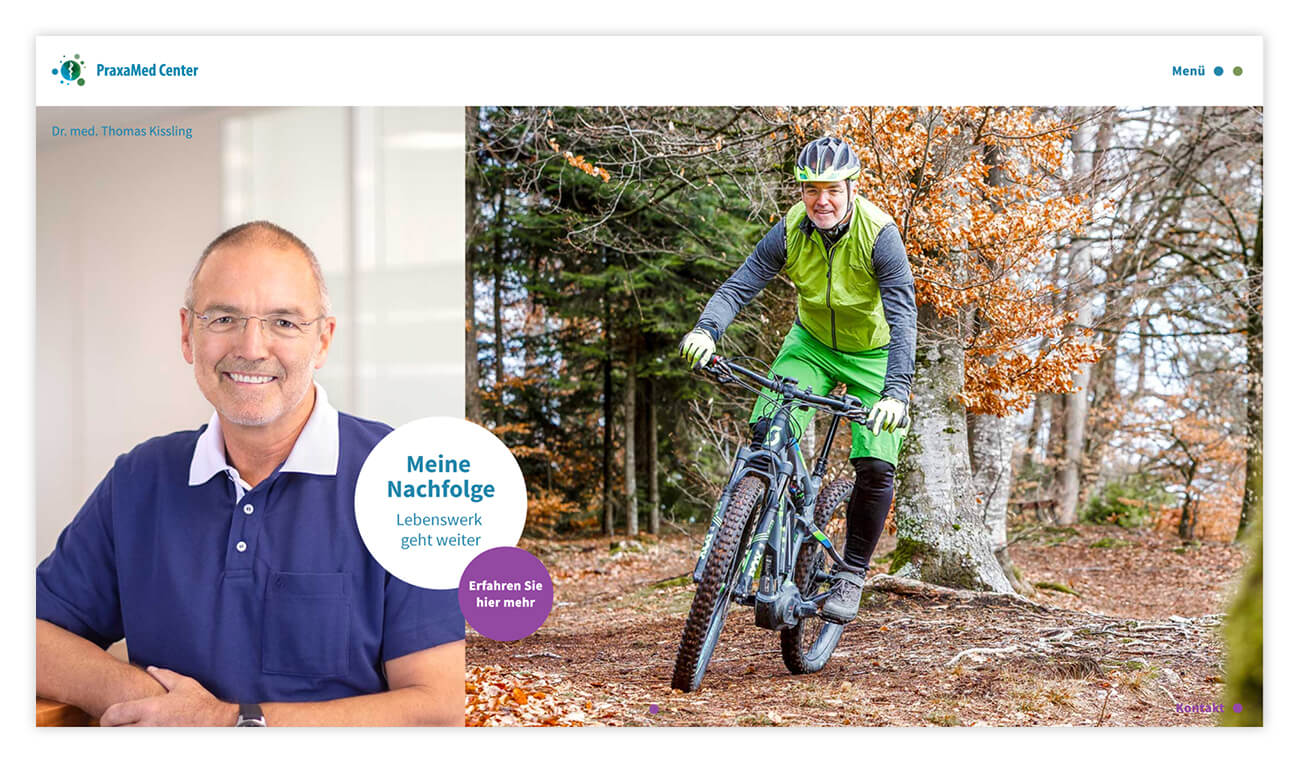 PraxaMed Center
Menü
Dr. med. Thomas Kissling
Meine
Nachfolge
Lebenswerk
geht weiter
Erfahren Sie
hier mehr
Kontakt